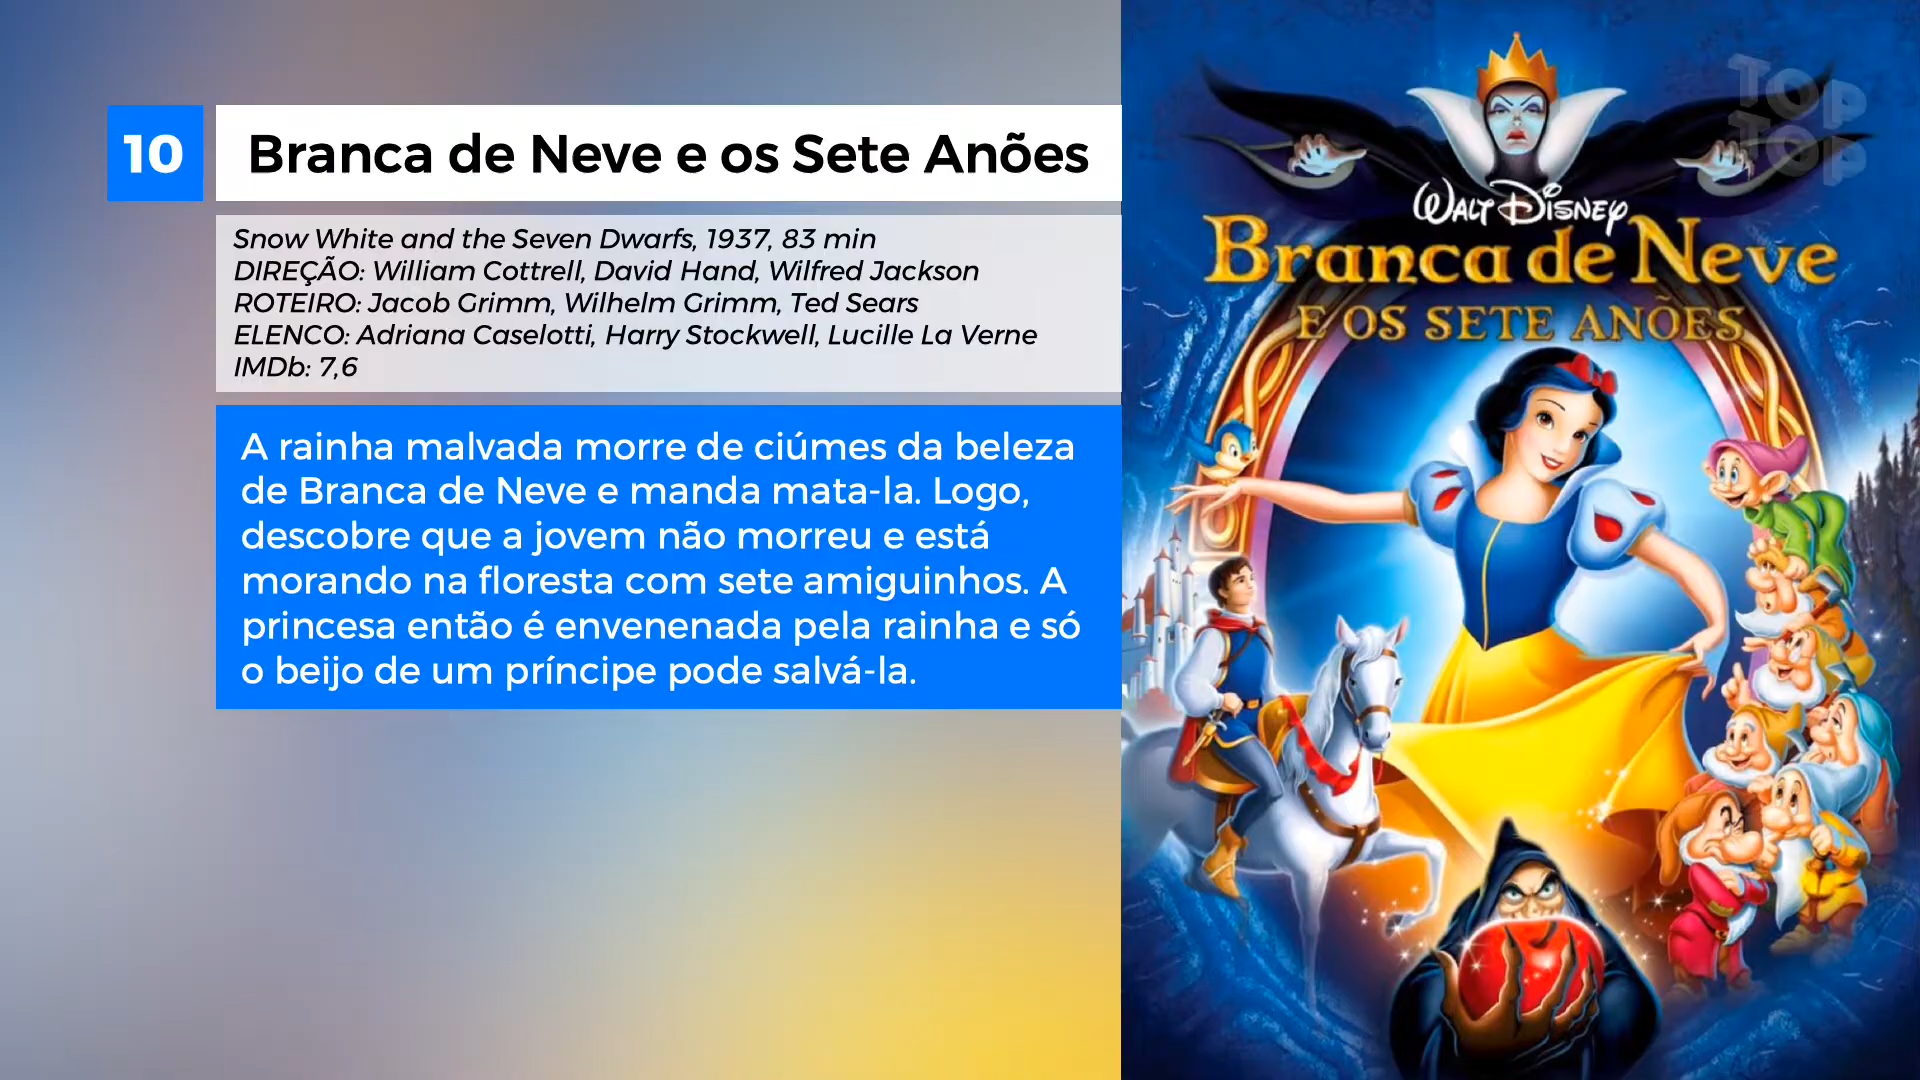 10
Branca de Neve e os Sete Anões
Snow White and the Seven Dwarfs, 1937, 83 min
DIREÇÃO: William Cottrell, David Hand, Wilfred Jackson
ROTEIRO: Jacob Grimm, Wilhelm Grimm, Ted Sears
ELENCO: Adriana Caselotti, Harry Stockwell, Lucille La Verne
IMDb: 7,6
A rainha malvada morre de ciúmes da beleza
de Branca de Neve e manda mata-la. Logo,
descobre que a jovem não morreu e está
morando na floresta com sete amiguinhos. A
princesa então é envenenada pela rainha e só
o beijo de um príncipe pode salvá-la.
TOP
TOP
WALT DISNEY
Branca de Neve
E OS SETE ANÕES